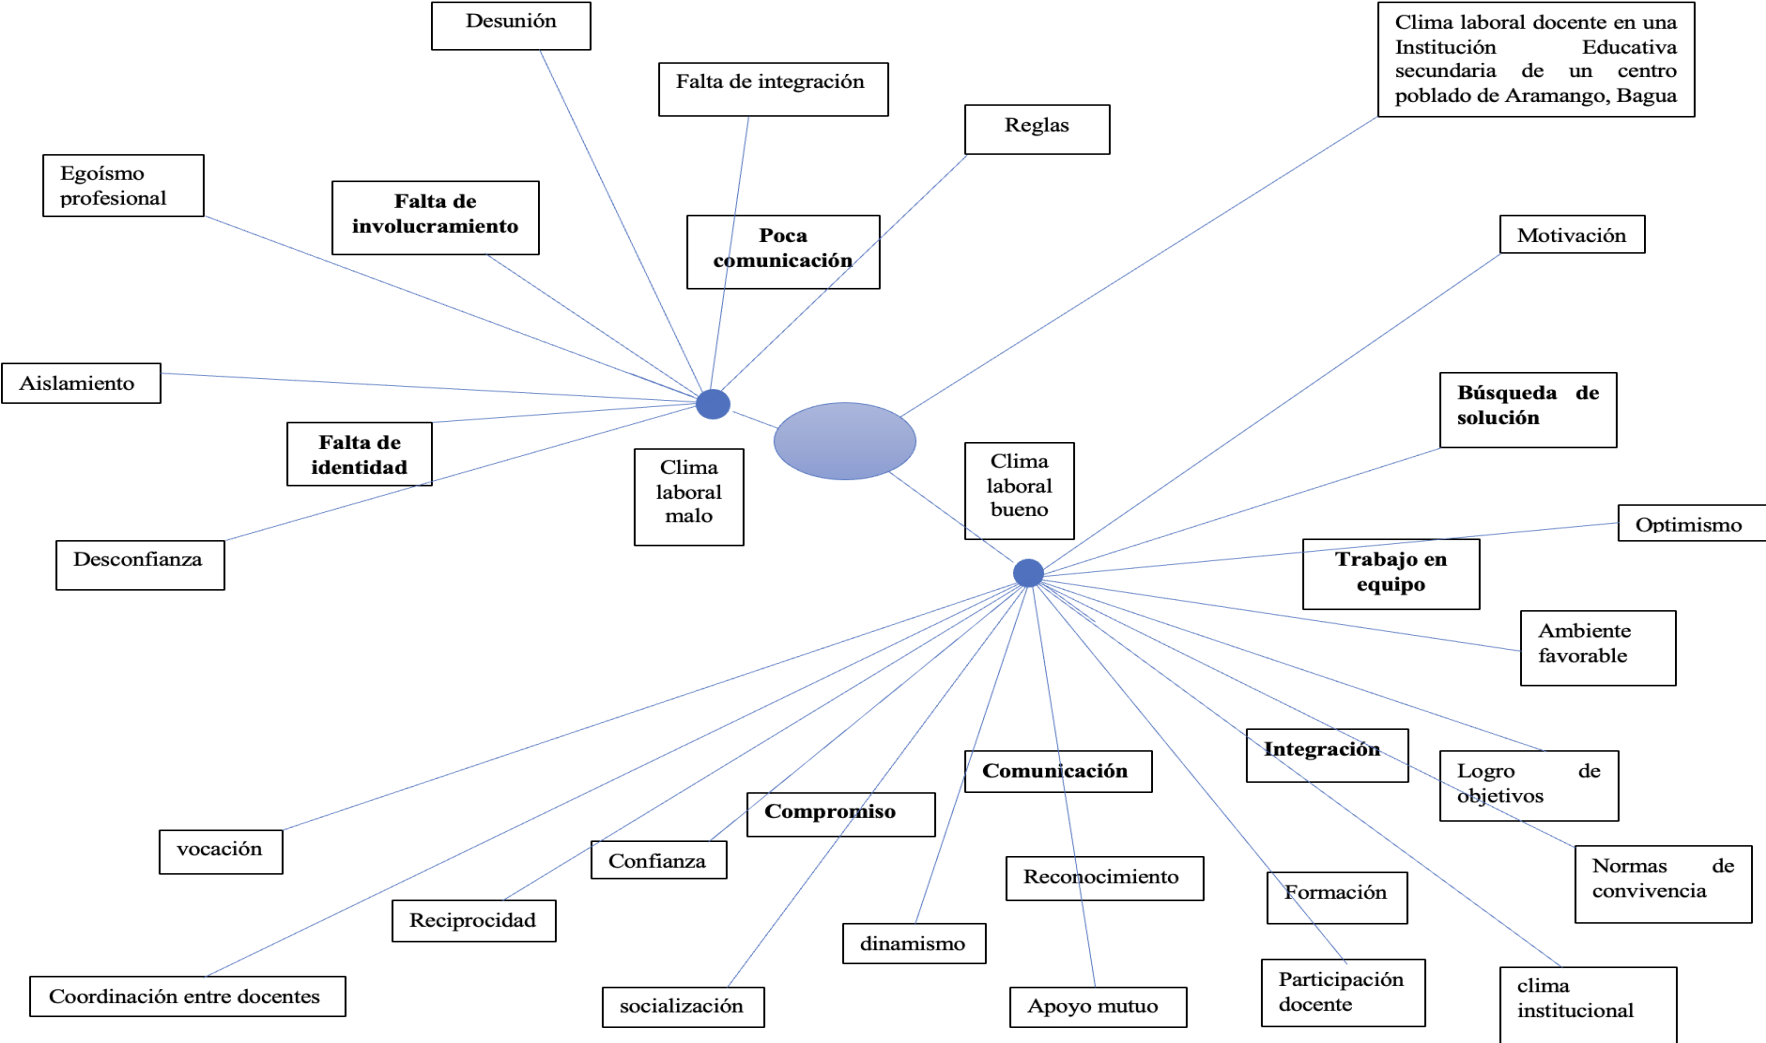 Desunión
Clima laboral docente en una
Institución Educativa
secundaria de un centro
poblado de Aramango, Bagua
Falta de integración
Reglas
Egoísmo
profesional
Falta de
involucramiento
Poca
comunicación
Motivación
Aislamiento
Búsqueda de
solución
Falta de
identidad
Clima
laboral
malo
Clima
laboral
bueno
Optimismo
Desconfianza
Trabajo en
equipo
Ambiente
favorable
Integración
Comunicación
Logro de
objetivos
Compromiso
vocación
Confianza
Reconocimiento
Formación
Normas de
convivencia
Reciprocidad
dinamismo
Coordinación entre docentes
socialización
Apoyo mutuo
Participación
docente
clima
institucional